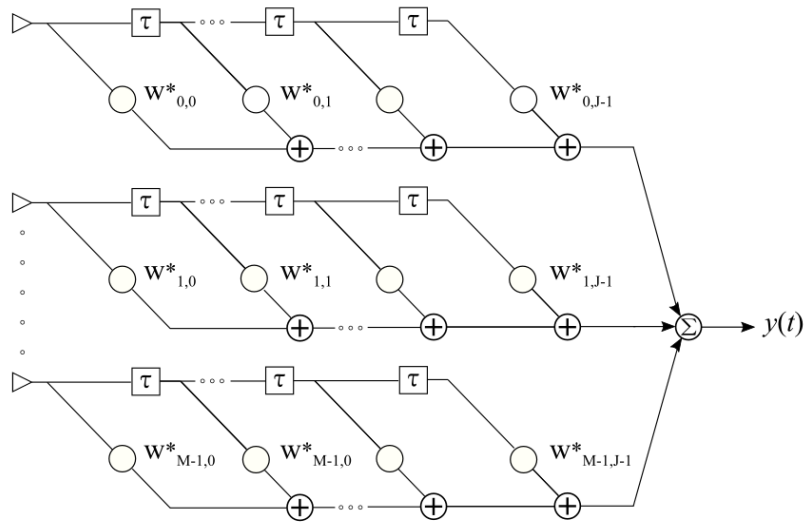 τ τ τ
W*0,0 W*0,1 W*0,J-1
τ τ τ
W*1,0 W*1,1 W*1,J-1
Σ y(t)
τ τ τ
W*M-1,0 W*M-1,0 W*M-1,J-1